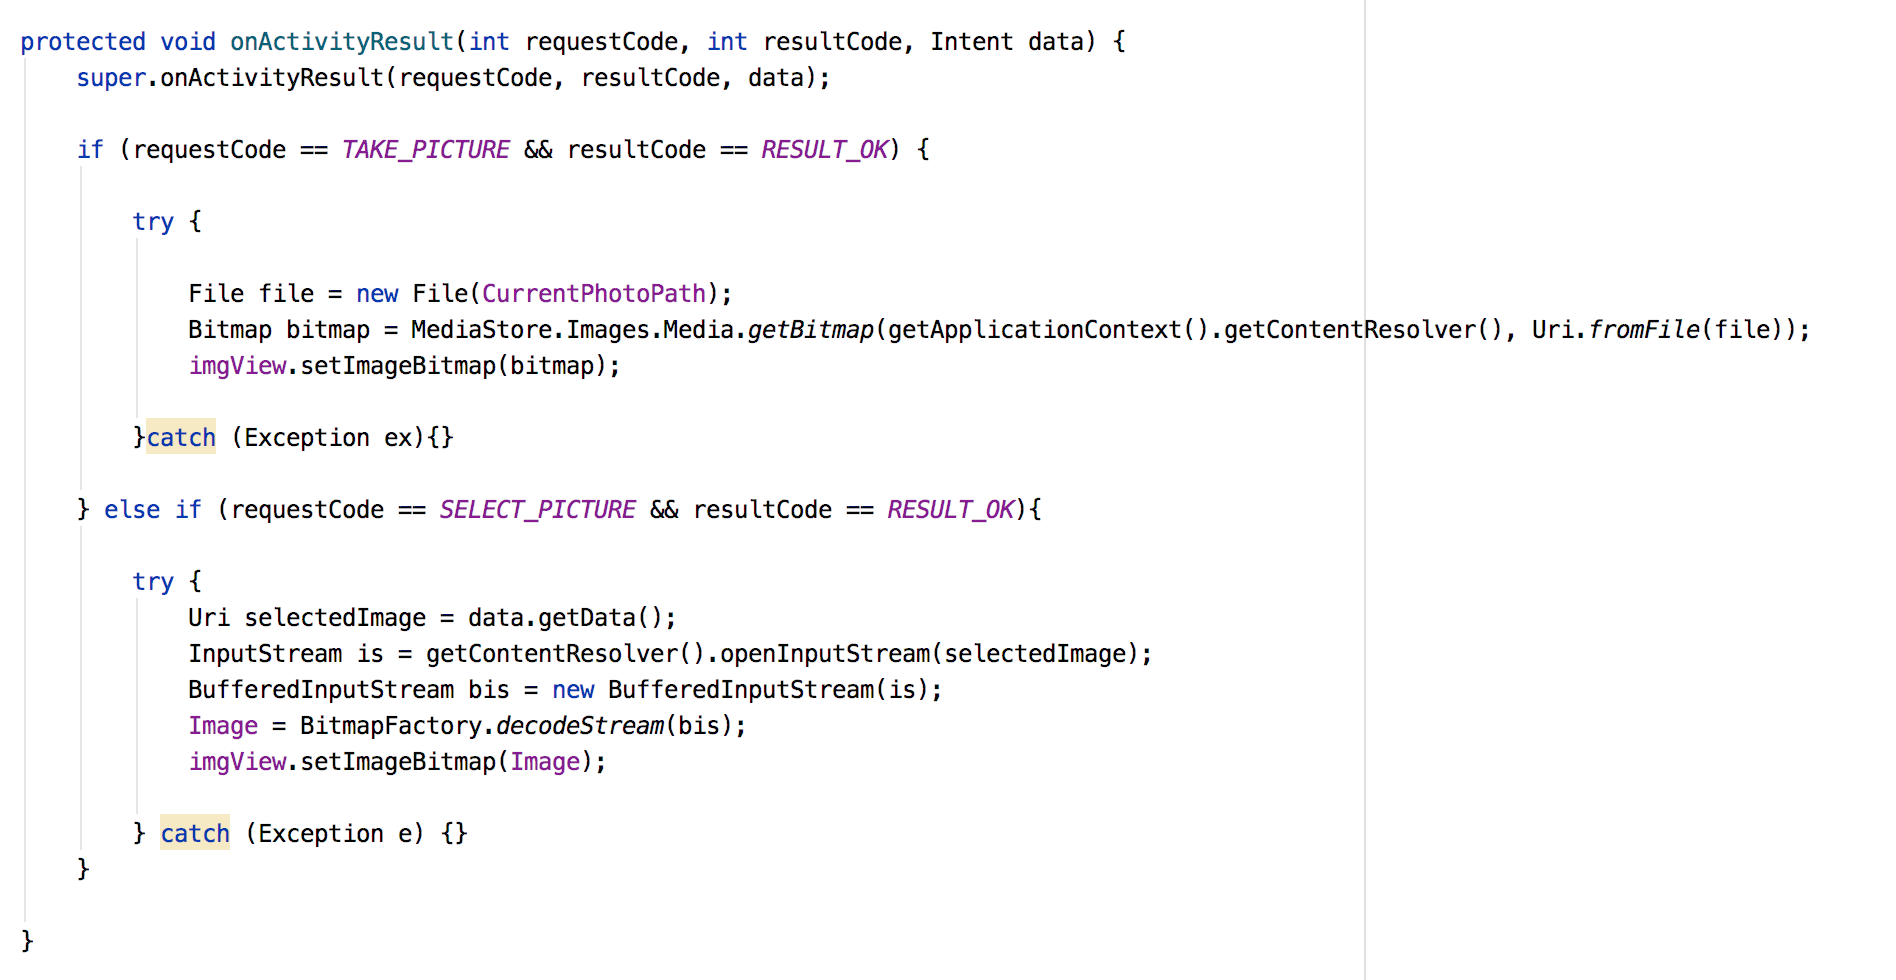 protected void onActivityResult(int requestCode, int resultCode, Intent data) {
super.onActivityResult(requestCode, resultCode, data);
if (requestCode == TAKE_PICTURE && resultCode == RESULT_OK) {
try {
File file = new File(CurrentPhotoPath);
Bitmap bitmap = MediaStore.Images.Media.getBitmap(getApplicationContext().getContentResolver(), Uri.fromFile(file));
imgView.setImageBitmap(bitmap);
}catch (Exception ex){}
} else if (requestCode == SELECT_PICTURE && resultCode == RESULT_OK){
try {
Uri selectedImage = data.getData();
InputStream is = getContentResolver().openInputStream(selectedImage);
BufferedInputStream bis = new BufferedInputStream(is);
Image = BitmapFactory.decodeStream(bis);
imgView.setImageBitmap(Image);
} catch (Exception e) {}
}
}